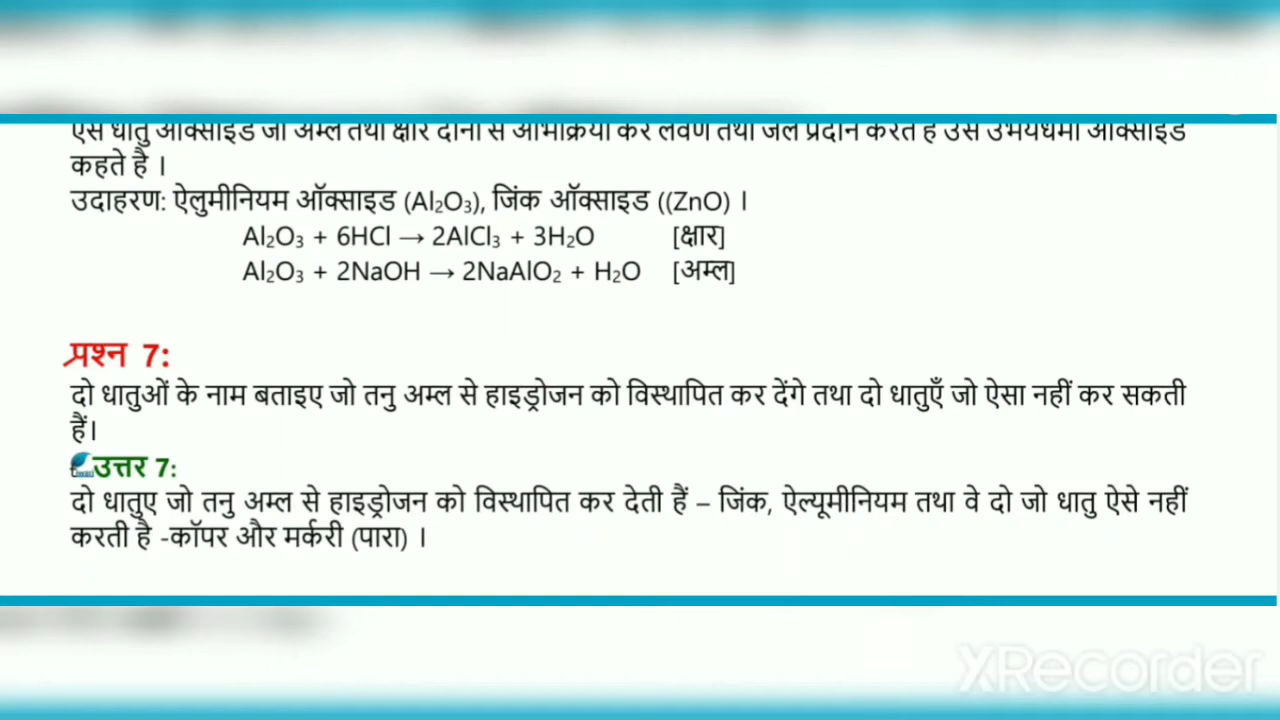 ऐसे धातु ऑक्साइड जो अम्ल तथा क्षार दोनों से अभिक्रिया कर लवण तथा जल प्रदान करते हैं उसे उभयधर्मी ऑक्साइड
कहते है ।
उदाहरण: ऐलुमीनियम ऑक्साइड (Al₂O₃), जिंक ऑक्साइड ((ZnO) ।
Al₂O₃ + 6HCl → 2AlCl₃ + 3H₂O [क्षार]
Al₂O₃ + 2NaOH → 2NaAlO₂ + H₂O [अम्ल]
प्रश्न 7:
दो धातुओं के नाम बताइए जो तनु अम्ल से हाइड्रोजन को विस्थापित कर देंगे तथा दो धातुएँ जो ऐसा नहीं कर सकती
हैं।
उत्तर 7:
दो धातुए जो तनु अम्ल से हाइड्रोजन को विस्थापित कर देती हैं – जिंक, ऐल्यूमीनियम तथा वे दो जो धातु ऐसे नहीं
करती है -कॉपर और मर्करी (पारा) ।
XRecorder